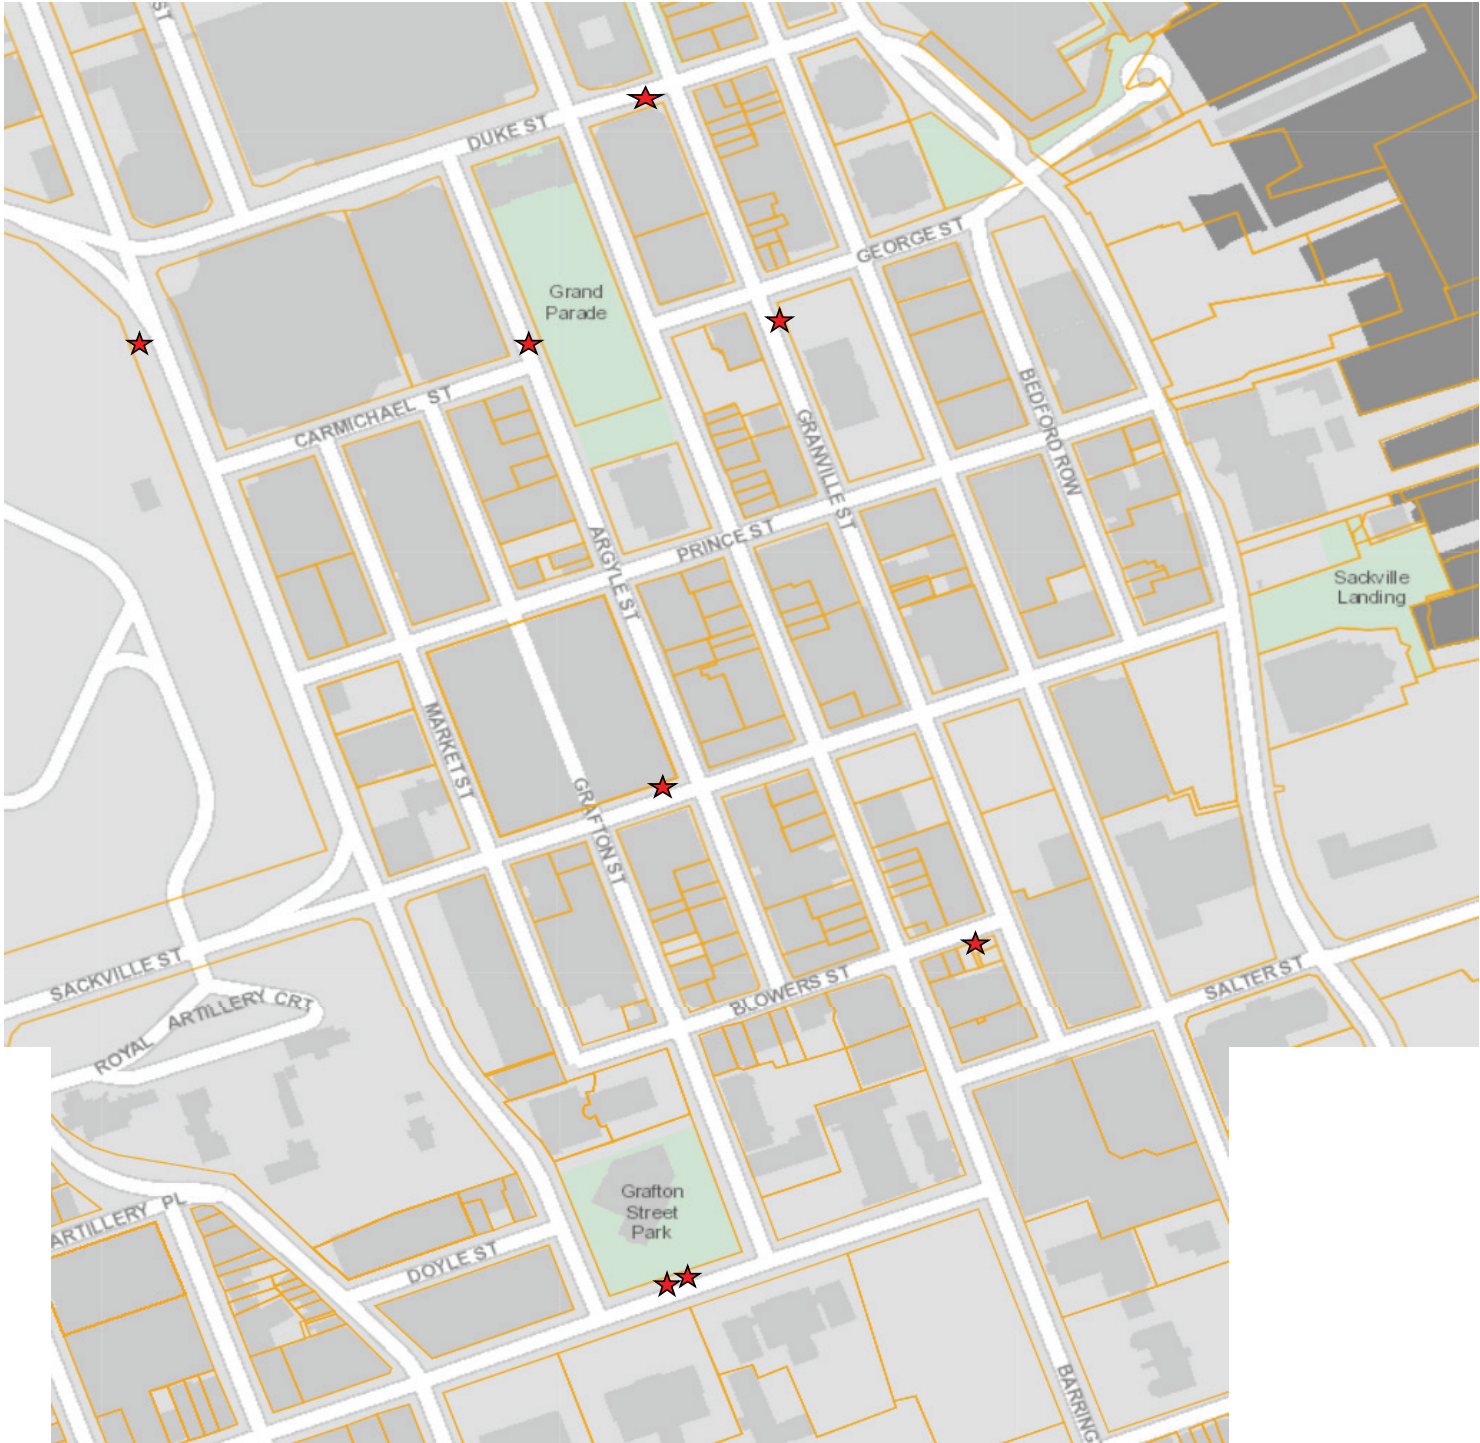 ST
DUKE ST
GEORGE ST
Grand
Parade
BEDFORD ROW
CARMICHAEL ST
GRANVILLE ST
PRINCE ST
ARGYLE ST
Sackville
Landing
MARKET ST
GRAFTON ST
SACKVILLE ST
BLOWERS ST
SALTER ST
ROYAL ARTILLERY CRT
Grafton
Street
Park
ARTILLERY PL
DOYLE ST
BARRING